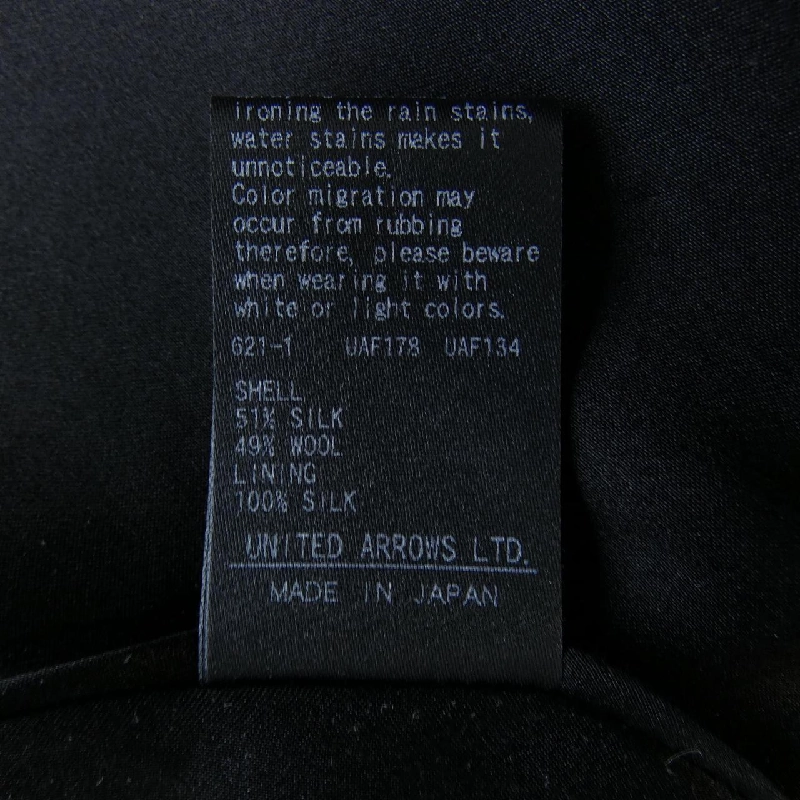 ironing the rain stains,
water stains makes it
unnoticeable.
Color migration may
occur from rubbing
therefore, please beware
when wearing it with
white or light colors.
G21-1 UAF178 UAF134
SHELL
51% SILK
49% WOOL
LINING
100% SILK
UNITED ARROWS LTD.
MADE IN JAPAN